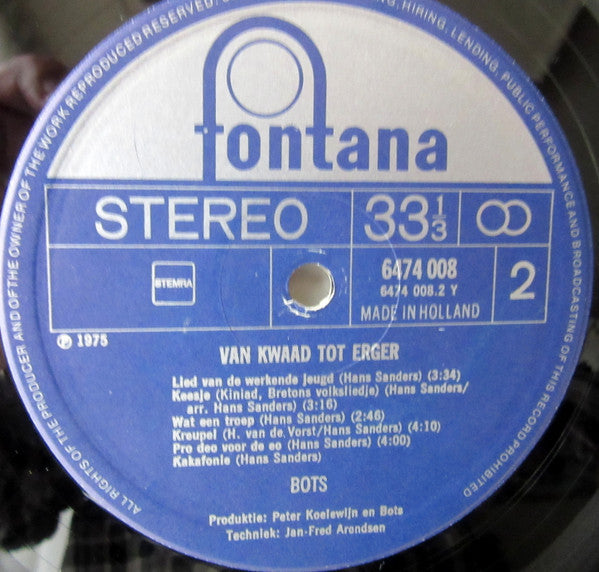 fontana
STEREO
33 1/3
STEMRA
6474 008
6474 008.2 Y
2
MADE IN HOLLAND
℗ 1975
VAN KWAAD TOT ERGER
Lied van de werkende jeugd (Hans Sanders) (3:34)
Keesje (Kiniad, Bretons volksliedje) (Hans Sanders/
arr. Hans Sanders) (3:16)
Wat een troep (Hans Sanders) (2:46)
Kreupel (H. van de Vorst/Hans Sanders) (4:10)
Pro deo voor de eo (Hans Sanders) (4:00)
Kakafonie (Hans Sanders)
BOTS
Produktie: Peter Koelewijn en Bots
Techniek: Jan-Fred Arendsen
ALL RIGHTS OF THE PRODUCER AND OF THE OWNER OF THE WORK REPRODUCED RESERVED.
HIRING, LENDING, PUBLIC PERFORMANCE AND BROADCASTING OF THIS RECORD PROHIBITED